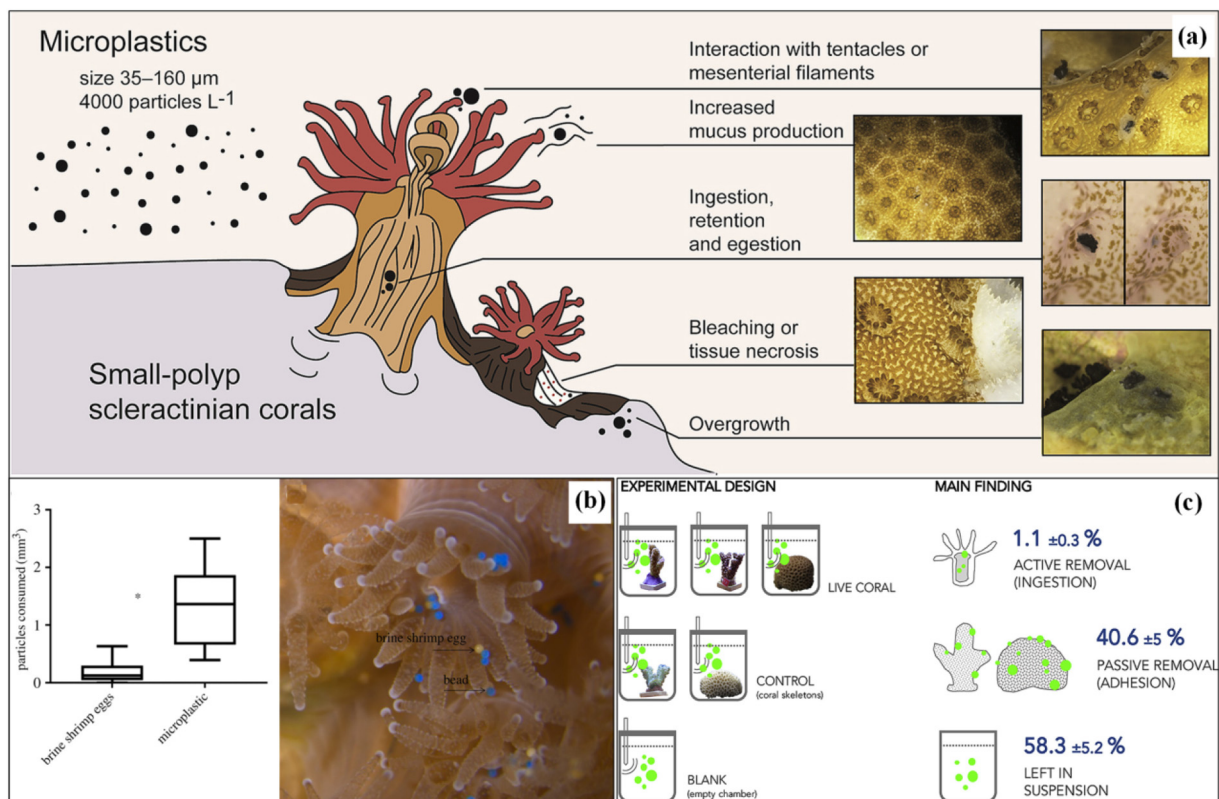 (a)
Microplastics
size 35–160 µm
4000 particles L-1
Interaction with tentacles or
mesenterial filaments
Increased
mucus production
Ingestion,
retention
and egestion
Bleaching or
tissue necrosis
Overgrowth
Small-polyp
scleractinian corals
(b)
particles consumed (mm3)
3
2
1
0
*
brine shrimp eggs
microplastic
brine shrimp egg
bead
(c)
EXPERIMENTAL DESIGN
LIVE CORAL
CONTROL
(coral skeletons)
BLANK
(empty chamber)
MAIN FINDING
1.1 ±0.3 %
ACTIVE REMOVAL
(INGESTION)
40.6 ±5 %
PASSIVE REMOVAL
(ADHESION)
58.3 ±5.2 %
LEFT IN
SUSPENSION